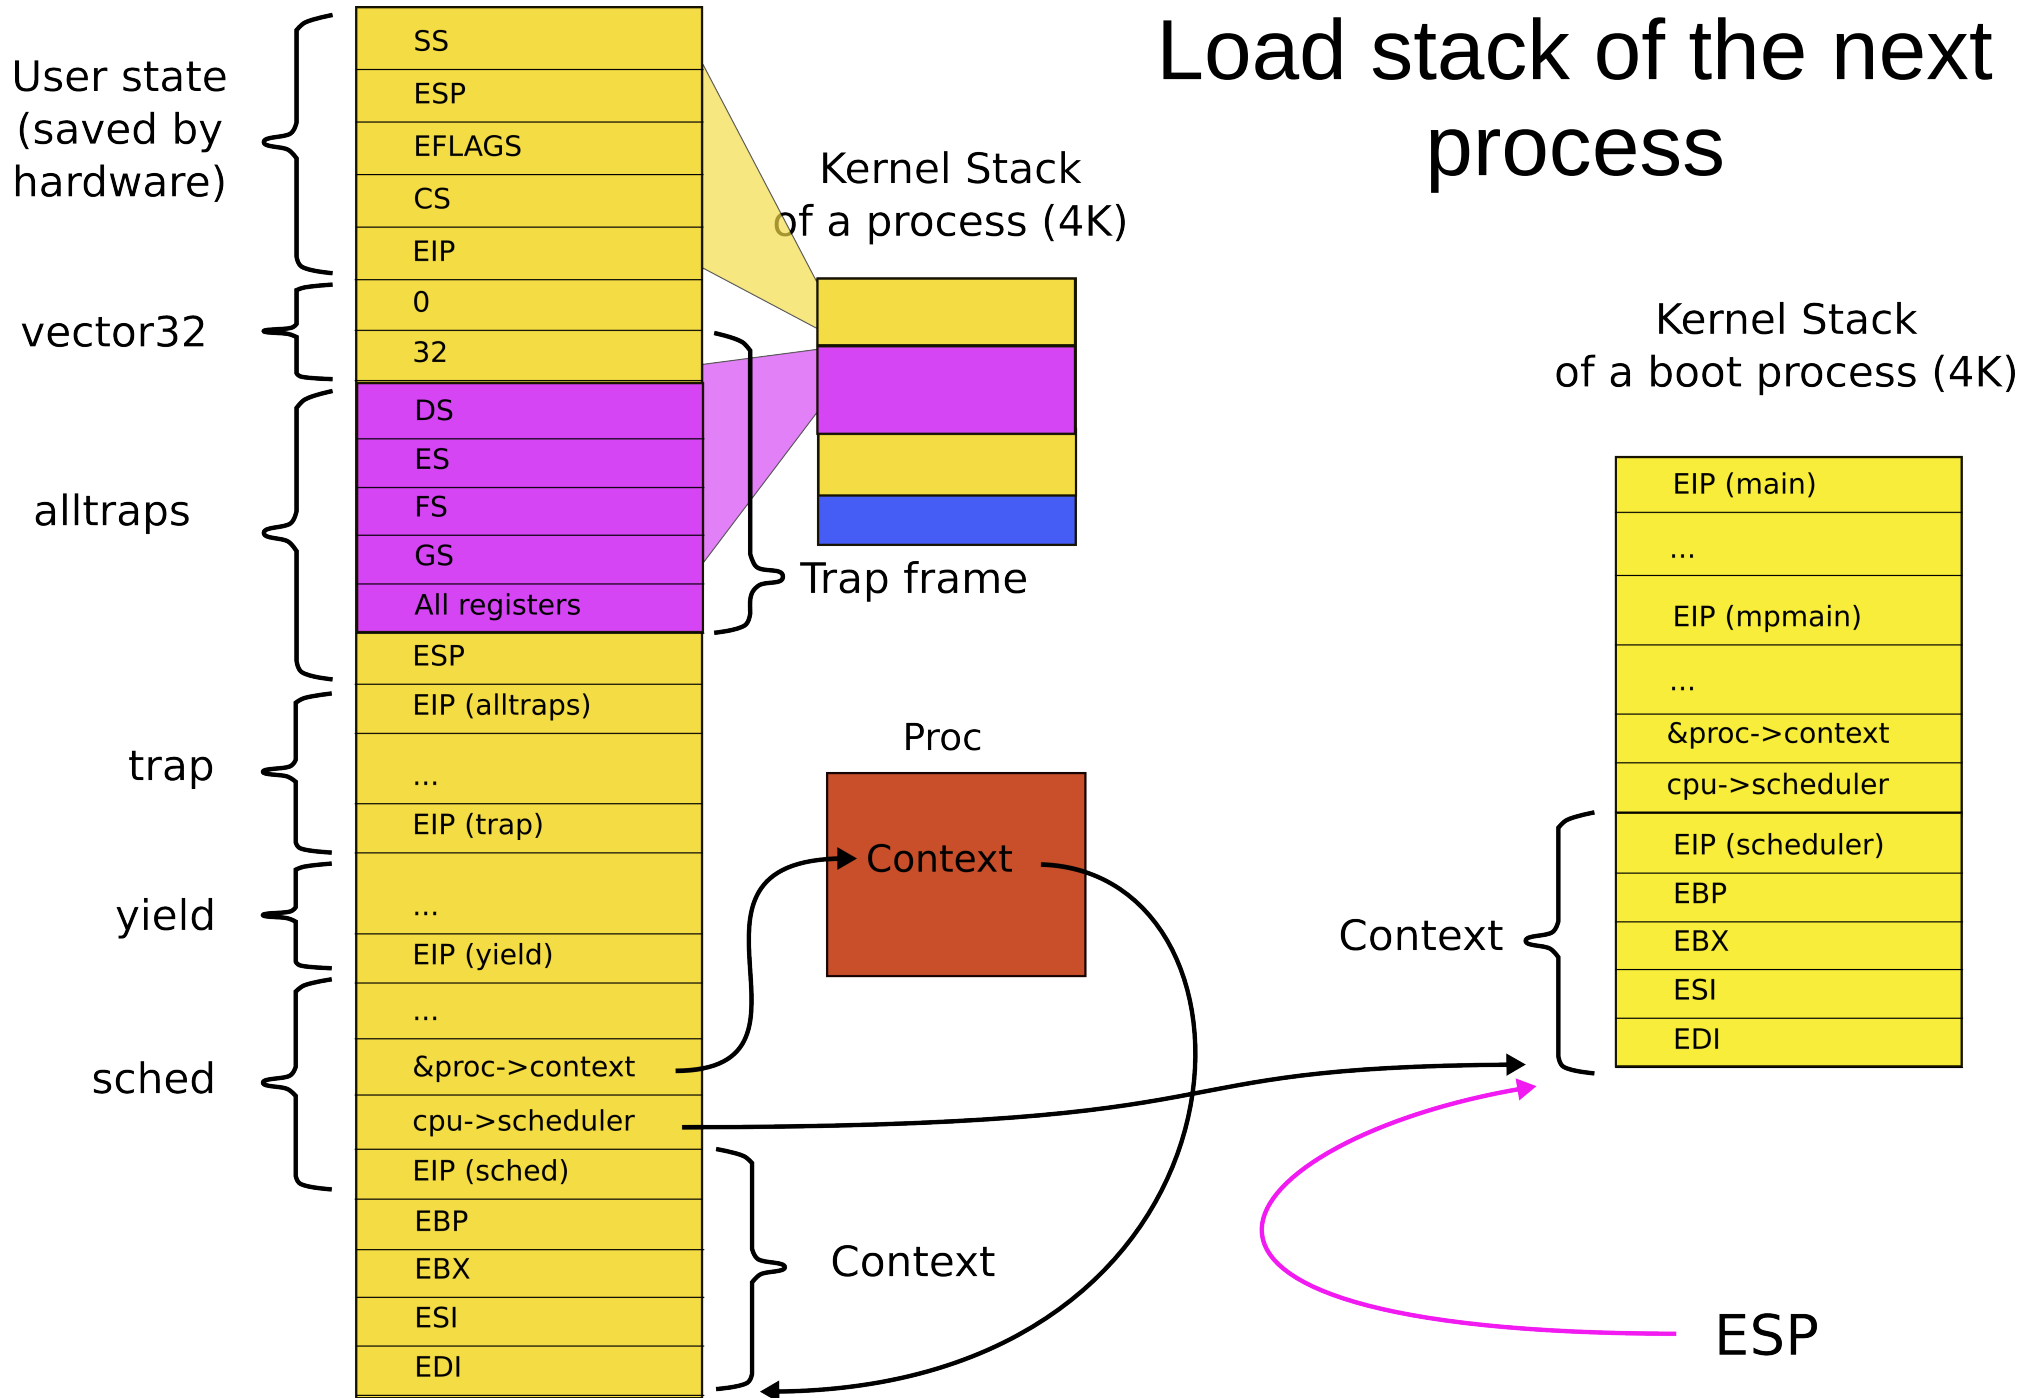 Load stack of the next
process
User state
(saved by
hardware)
vector32
alltraps
trap
yield
sched
SS
ESP
EFLAGS
CS
EIP
0
32
DS
ES
FS
GS
All registers
ESP
EIP (alltraps)
...
EIP (trap)
...
EIP (yield)
...
&proc->context
cpu->scheduler
EIP (sched)
EBP
EBX
ESI
EDI
Kernel Stack
of a process (4K)
Trap frame
Proc
Context
Context
Kernel Stack
of a boot process (4K)
EIP (main)
...
EIP (mpmain)
...
&proc->context
cpu->scheduler
EIP (scheduler)
EBP
EBX
ESI
EDI
Context
ESP